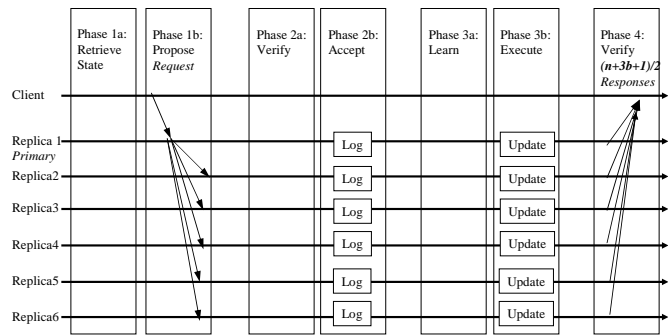 Phase 1a:
Retrieve
State
Phase 1b:
Propose
Request
Phase 2a:
Verify
Phase 2b:
Accept
Phase 3a:
Learn
Phase 3b:
Execute
Phase 4:
Verify
(n+3b+1)/2
Responses
Client
Replica 1
Primary
Log
Update
Replica2
Log
Update
Replica3
Log
Update
Replica4
Log
Update
Replica5
Log
Update
Replica6
Log
Update